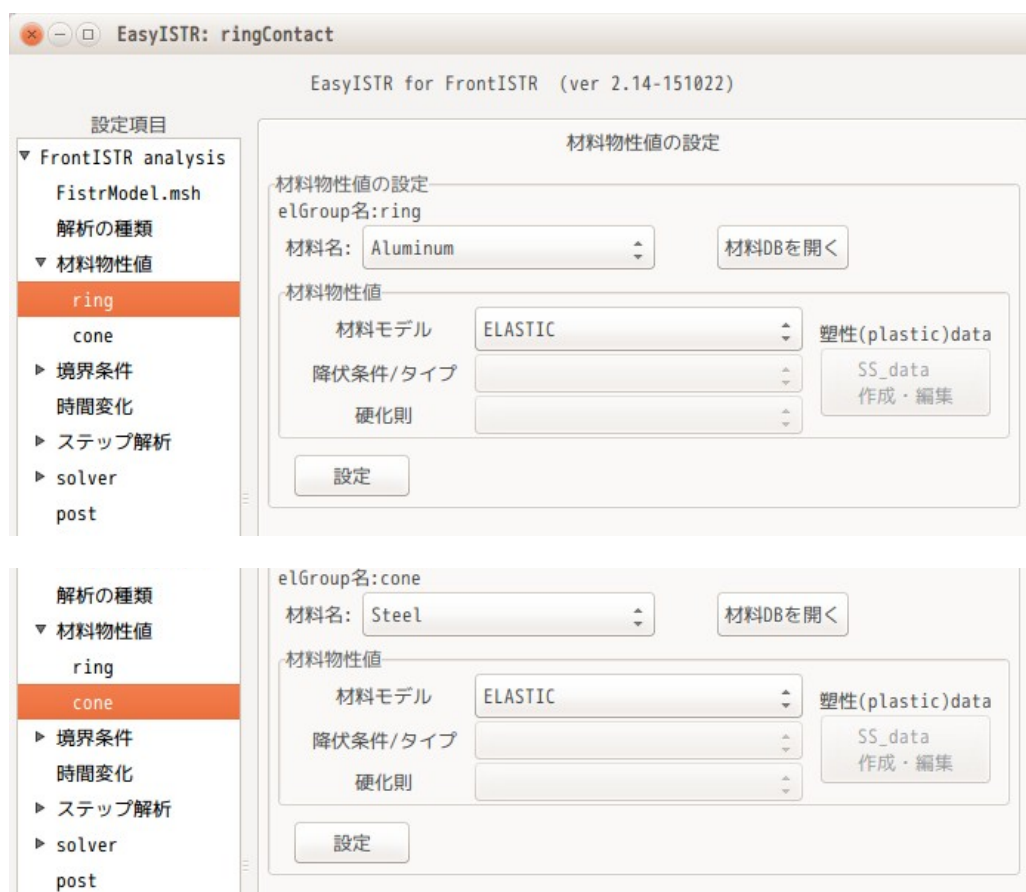 EasyISTR: ringContact
EasyISTR for FrontISTR (ver 2.14-151022)
設定項目
FrontISTR analysis
FistrModel.msh
解析の種類
材料物性値
ring
cone
境界条件
時間変化
ステップ解析
solver
post
材料物性値の設定
材料物性値の設定
elGroup名:ring
材料名: Aluminum 材料DBを開く
材料物性値
材料モデル ELASTIC 塑性(plastic)data
降伏条件/タイプ SS_data
作成・編集
硬化則
設定
解析の種類
材料物性値
ring
cone
境界条件
時間変化
ステップ解析
solver
post
elGroup名:cone
材料名: Steel 材料DBを開く
材料物性値
材料モデル ELASTIC 塑性(plastic)data
降伏条件/タイプ SS_data
作成・編集
硬化則
設定